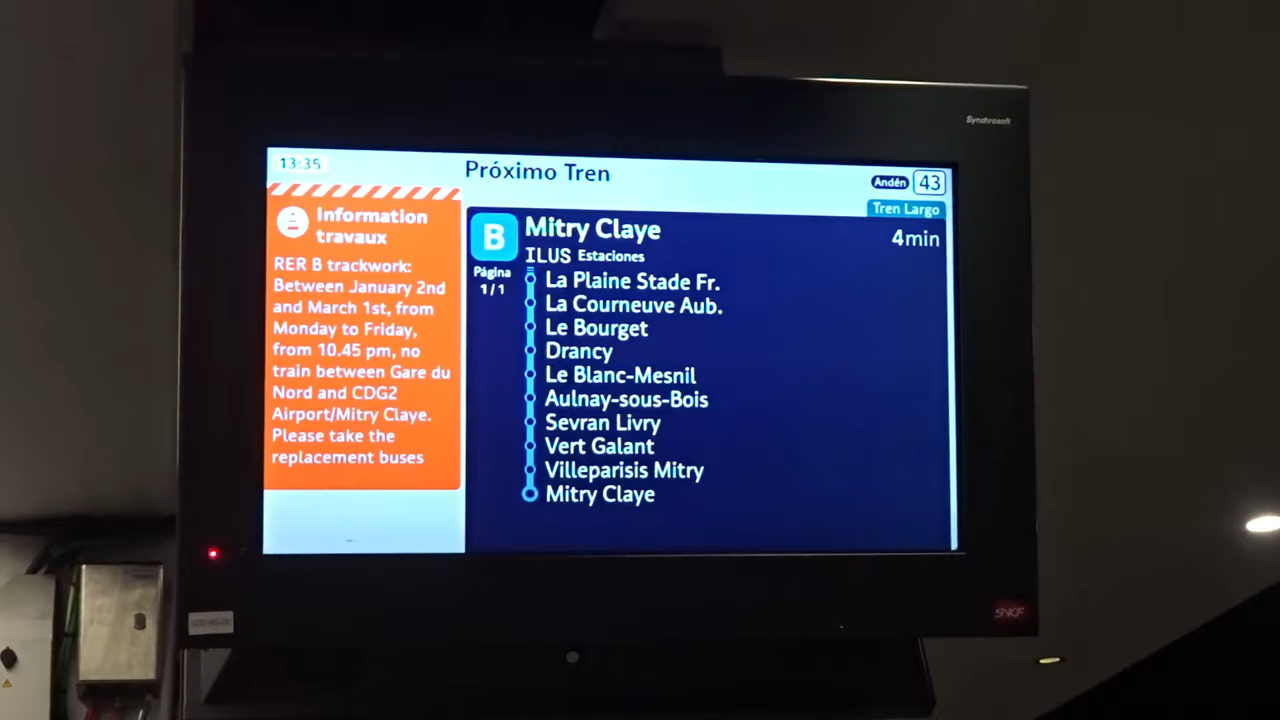 Synchrosoft
13:35
Próximo Tren
Andén 43
Tren Largo
Information
travaux
RER B trackwork:
Between January 2nd
and March 1st, from
Monday to Friday,
from 10.45 pm, no
train between Gare du
Nord and CDG2
Airport/Mitry Claye.
Please take the
replacement buses
B
Mitry Claye
4min
ILUS Estaciones
Página
1/1
La Plaine Stade Fr.
La Courneuve Aub.
Le Bourget
Drancy
Le Blanc-Mesnil
Aulnay-sous-Bois
Sevran Livry
Vert Galant
Villeparisis Mitry
Mitry Claye
SNCF